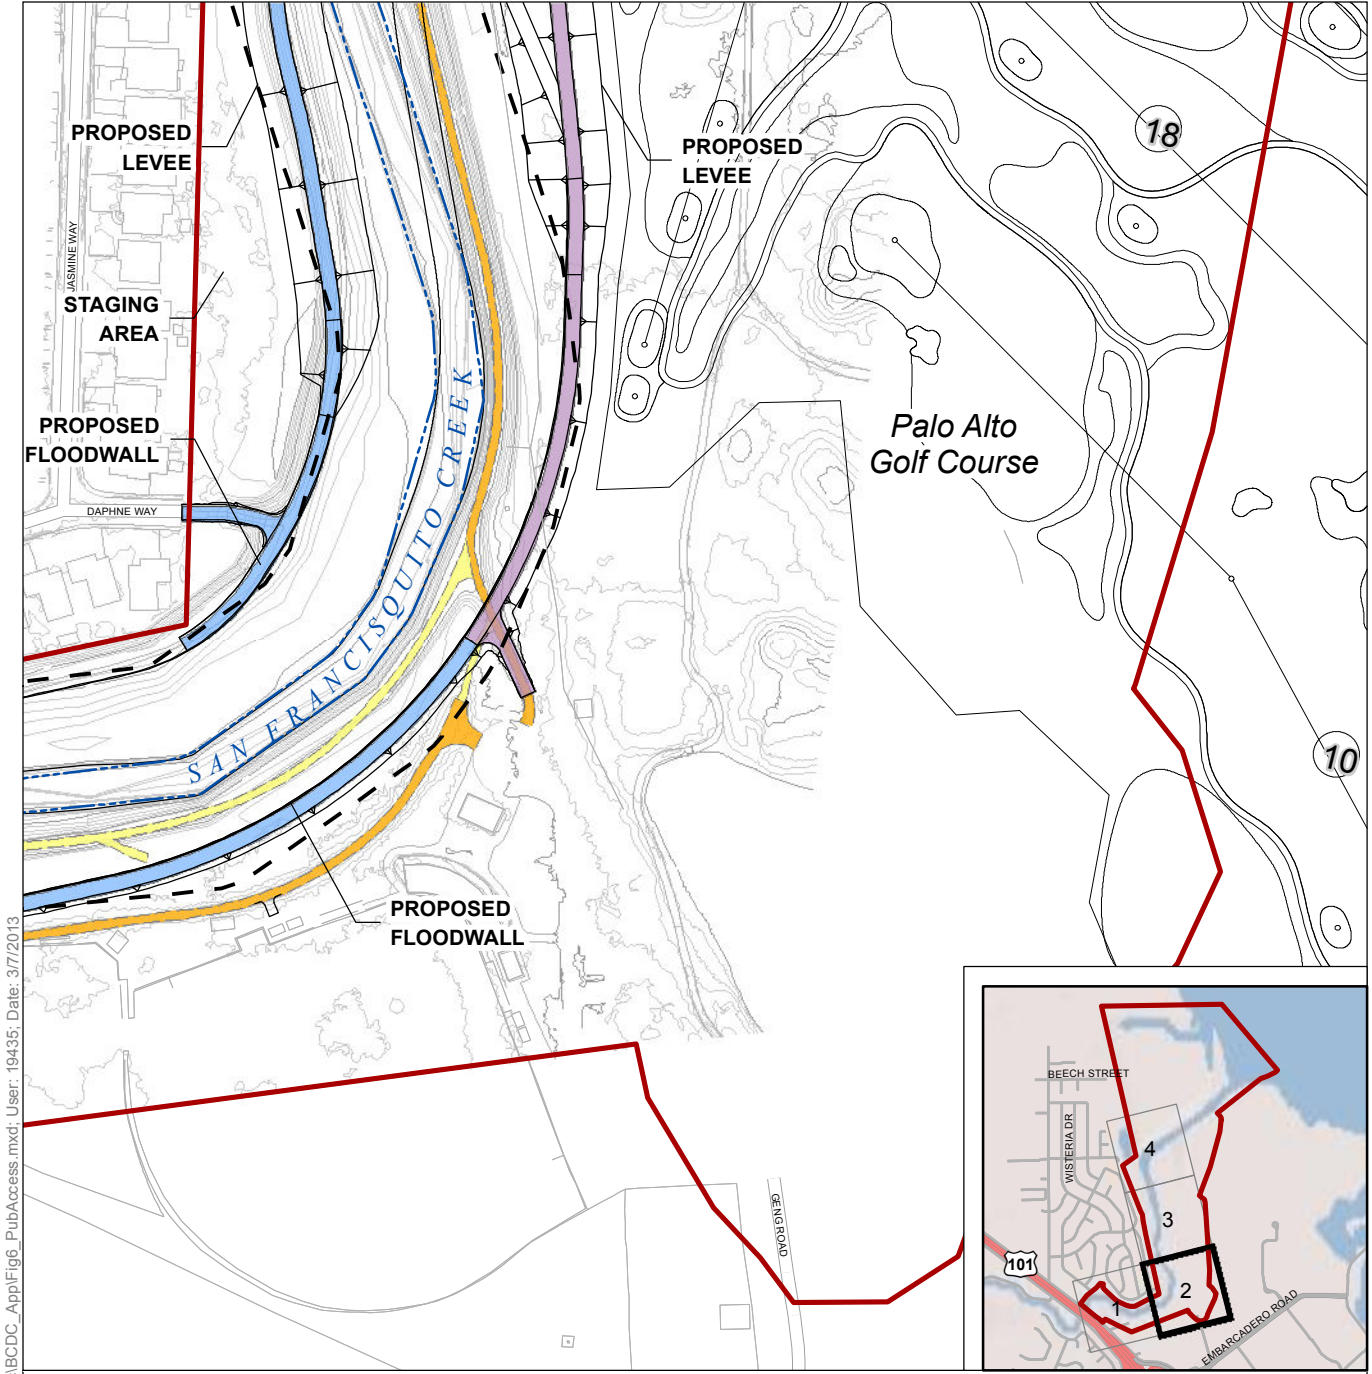 PROPOSED
LEVEE
PROPOSED
LEVEE
18
JASMINE WAY
STAGING
AREA
PROPOSED
FLOODWALL
Palo Alto
Golf Course
DAPHNE WAY
SAN FRANCISQUITO CREEK
10
PROPOSED
FLOODWALL
GENG ROAD
BEECH STREET
WISTERIA DR
4
3
2
1
101
EMBARCADERO ROAD
\BCDC_App\Fig6_PubAccess.mxd; User: 19435; Date: 3/7/2013